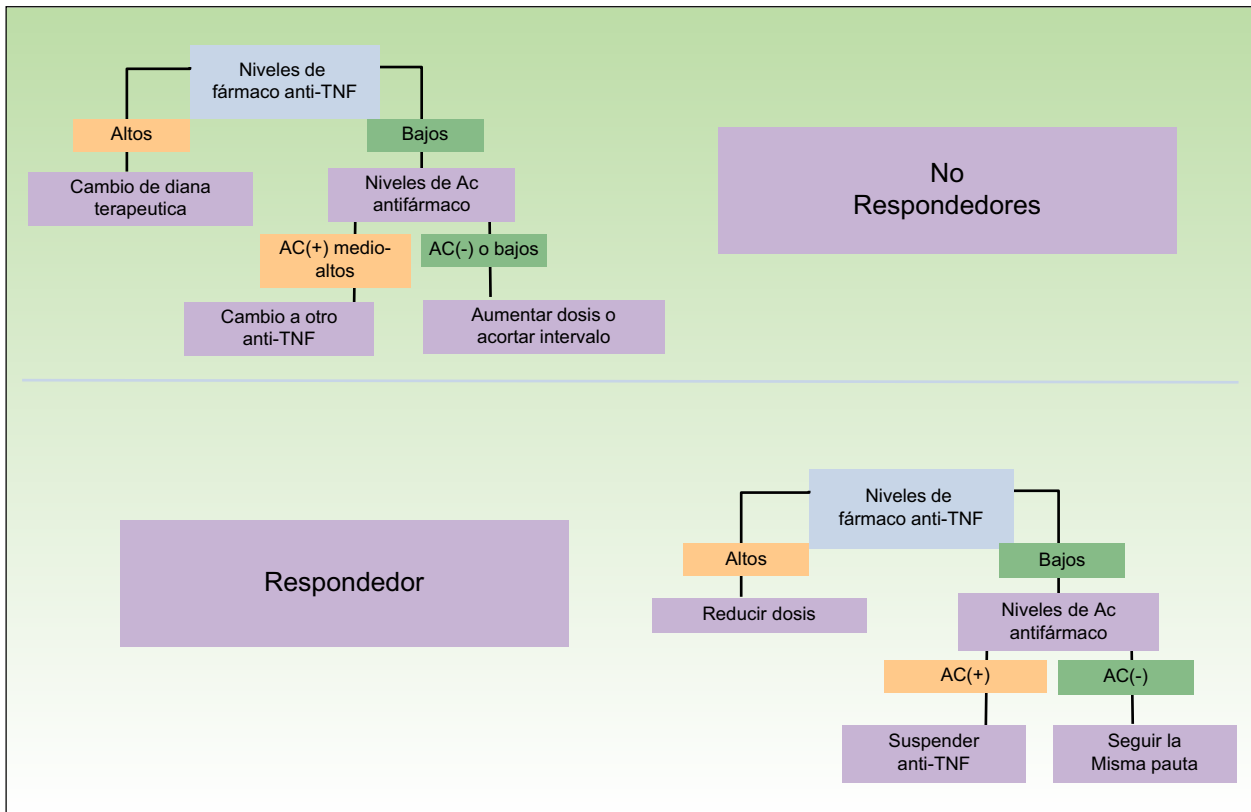 Niveles de
fármaco anti-TNF
Altos
Bajos
Cambio de diana
terapeutica
Niveles de Ac
antifármaco
AC(+) medio-
altos
AC(-) o bajos
Cambio a otro
anti-TNF
Aumentar dosis o
acortar intervalo
No
Respondedores
Respondedor
Niveles de
fármaco anti-TNF
Altos
Bajos
Reducir dosis
Niveles de Ac
antifármaco
AC(+)
AC(-)
Suspender
anti-TNF
Seguir la
Misma pauta